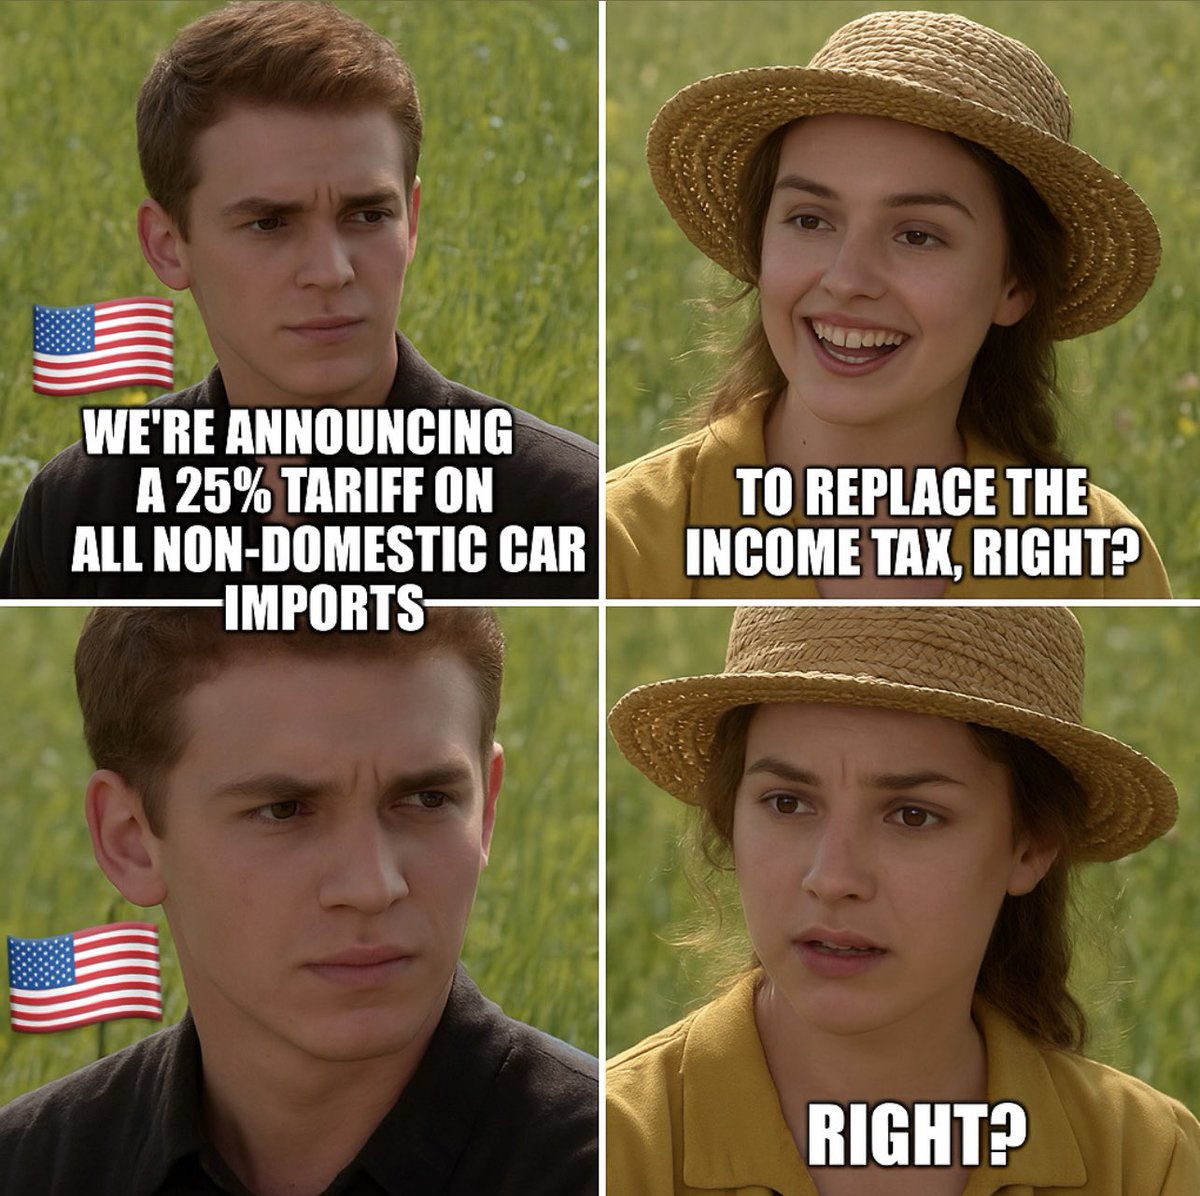 WE'RE ANNOUNCING
A 25% TARIFF ON
ALL NON-DOMESTIC CAR
IMPORTS
TO REPLACE THE
INCOME TAX, RIGHT?
RIGHT?